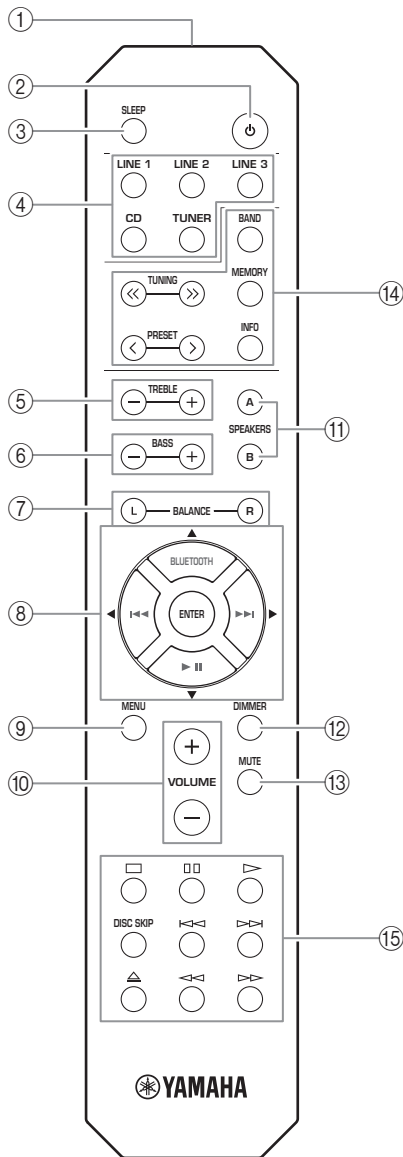 ①
②
SLEEP
③
LINE 1 LINE 2 LINE 3
④
CD TUNER BAND
TUNING MEMORY
⑭
PRESET INFO
⑤ TREBLE A
SPEAKERS ⑪
⑥ BASS B
⑦ L BALANCE R
BLUETOOTH
⑧ ENTER
MENU DIMMER
⑨ ⑫
MUTE
⑩ VOLUME ⑬
DISC SKIP
⑮
YAMAHA